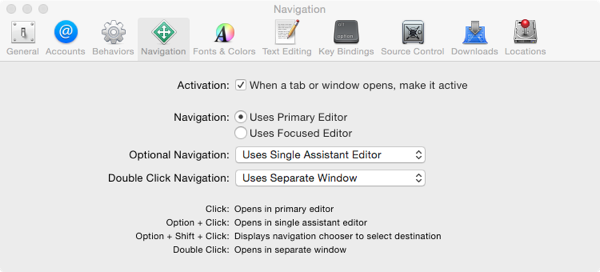 Navigation
General Accounts Behaviors Navigation Fonts & Colors Text Editing Key Bindings Source Control Downloads Locations
Activation: When a tab or window opens, make it active
Navigation: Uses Primary Editor
Uses Focused Editor
Optional Navigation: Uses Single Assistant Editor
Double Click Navigation: Uses Separate Window
Click: Opens in primary editor
Option + Click: Opens in single assistant editor
Option + Shift + Click: Displays navigation chooser to select destination
Double Click: Opens in separate window